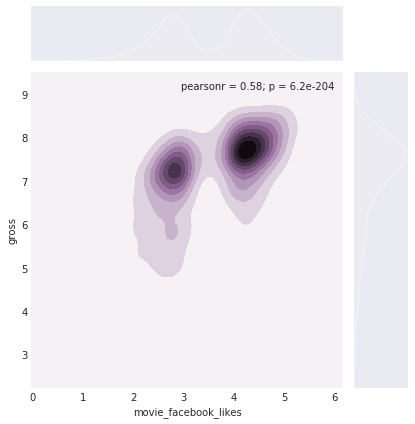 pearsonr = 0.58; p = 6.2e-204
9
8
7
6
5
4
3
gross
0 1 2 3 4 5 6
movie_facebook_likes